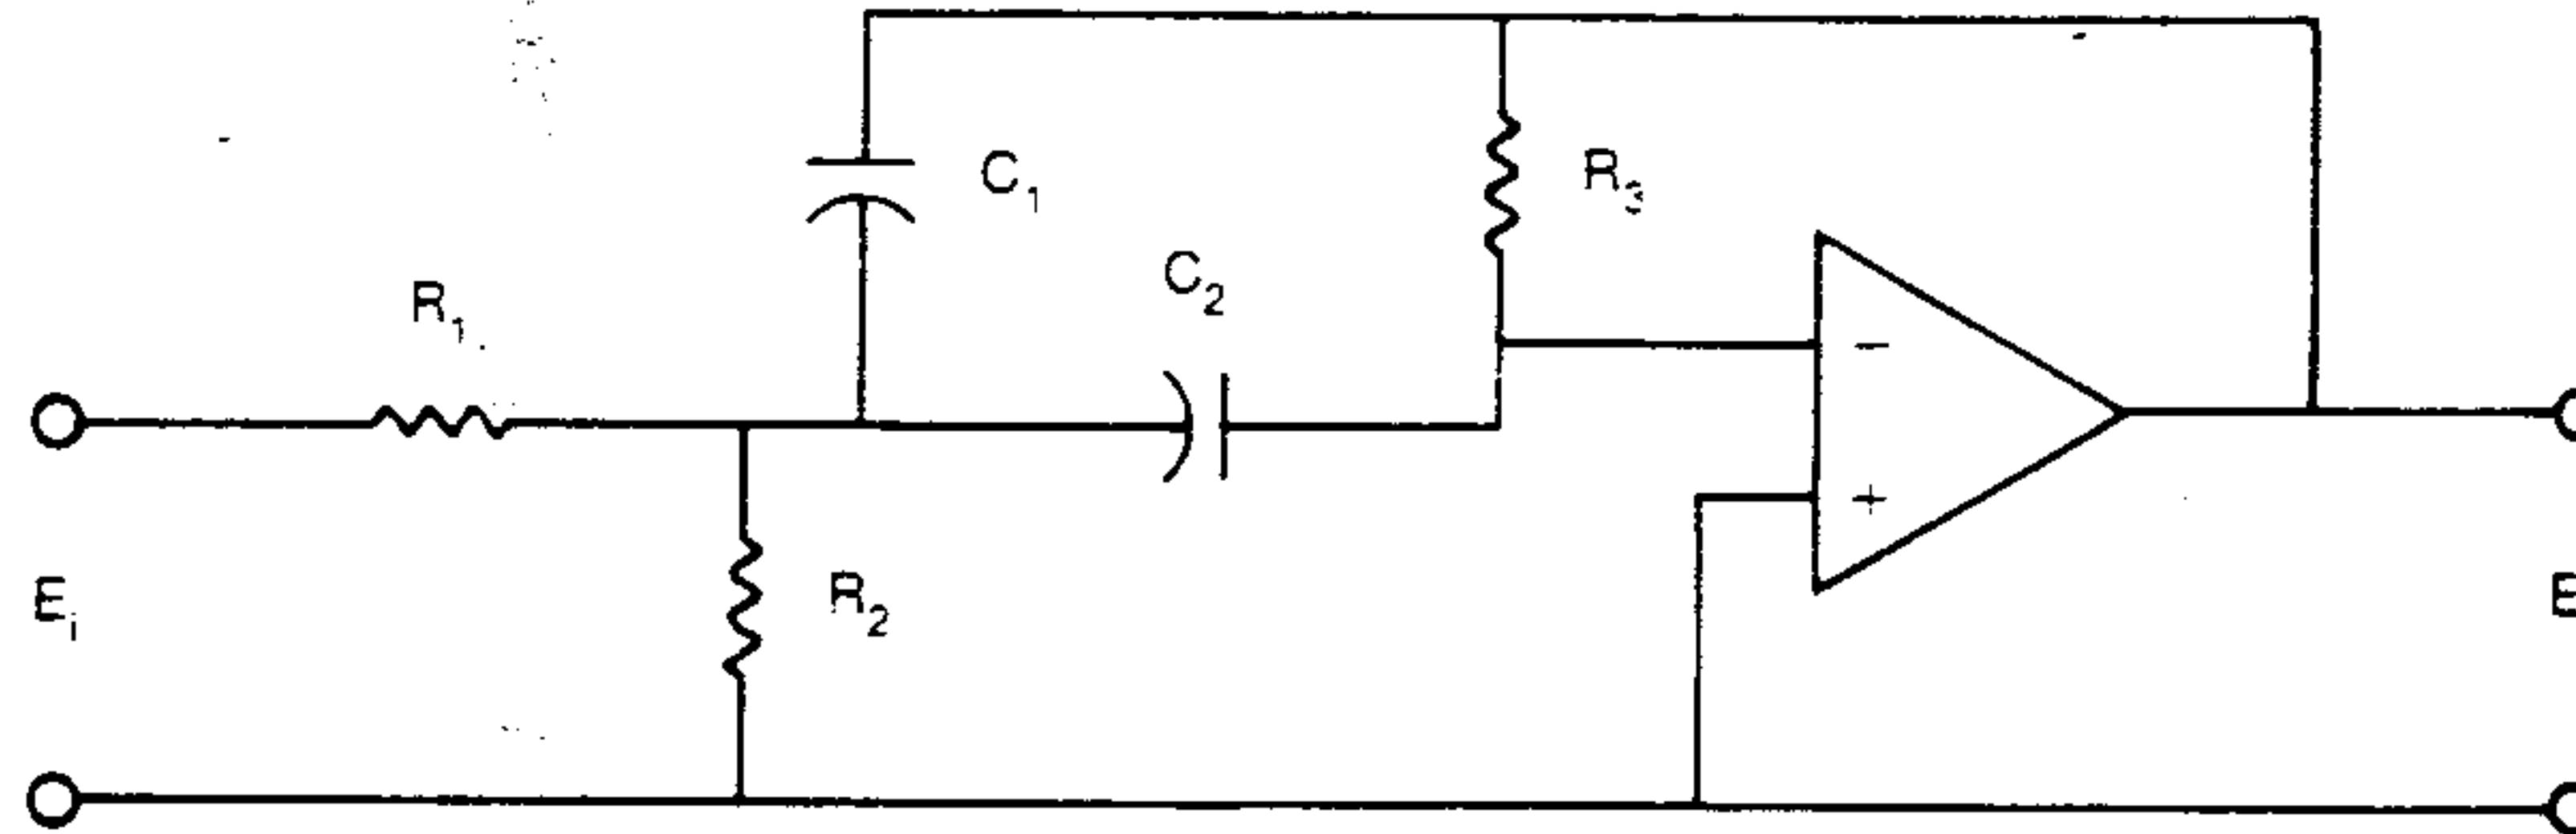 C₁
R₃
C₂
R₁
−
+
Eᵢ
R₂
E